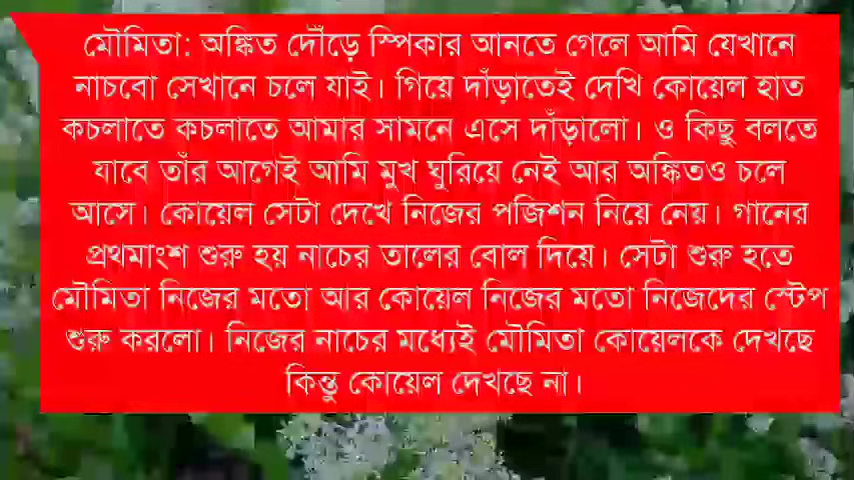 মৌমিতা: অঙ্কিত দৌঁড়ে স্পিকার আনতে গেলে আমি যেখানে
নাচবো সেখানে চলে যাই। গিয়ে দাঁড়াতেই দেখি কোয়েল হাত
কচলাতে কচলাতে আমার সামনে এসে দাঁড়ালো। ও কিছু বলতে
যাবে তাঁর আগেই আমি মুখ ঘুরিয়ে নেই আর অঙ্কিতও চলে
আসে। কোয়েল সেটা দেখে নিজের পজিশন নিয়ে নেয়। গানের
প্রথমাংশ শুরু হয় নাচের তালের বোল দিয়ে। সেটা শুরু হতে
মৌমিতা নিজের মতো আর কোয়েল নিজের মতো নিজেদের স্টেপ
শুরু করলো। নিজের নাচের মধ্যেই মৌমিতা কোয়েলকে দেখছে
কিন্তু কোয়েল দেখছে না।